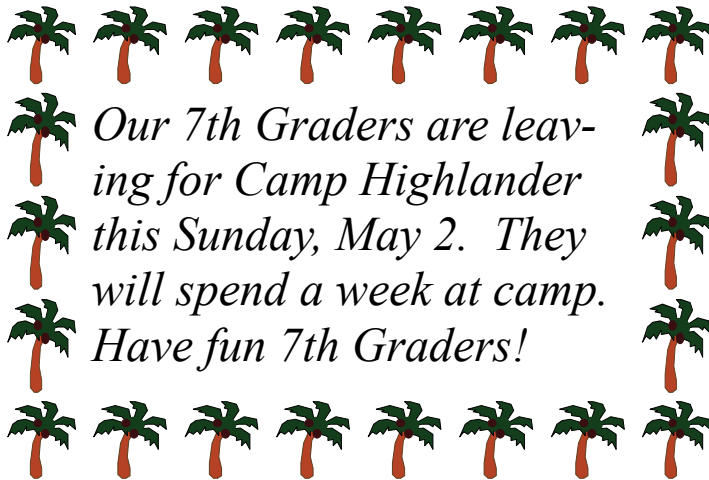 Our 7th Graders are leav-
ing for Camp Highlander
this Sunday, May 2.  They
will spend a week at camp.
Have fun 7th Graders!